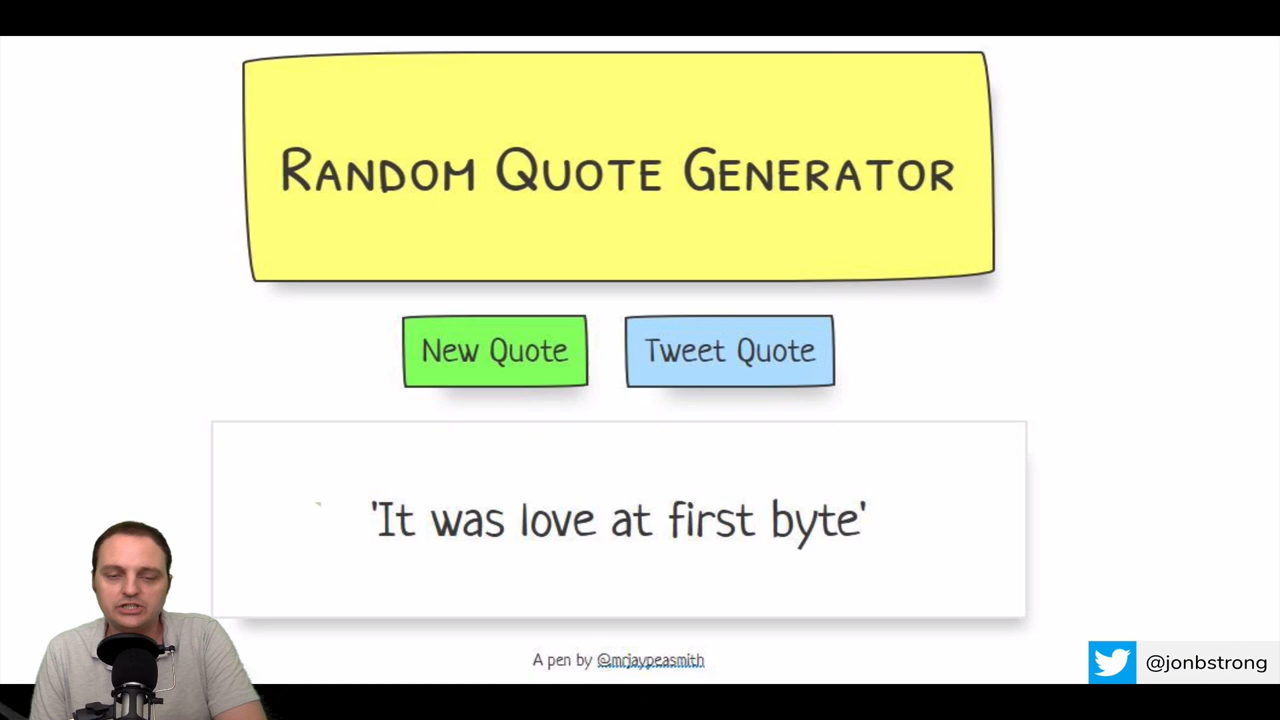 Random Quote Generator
New Quote
Tweet Quote
'It was love at first byte'
A pen by @mrjaypeasmith
@jonbstrong